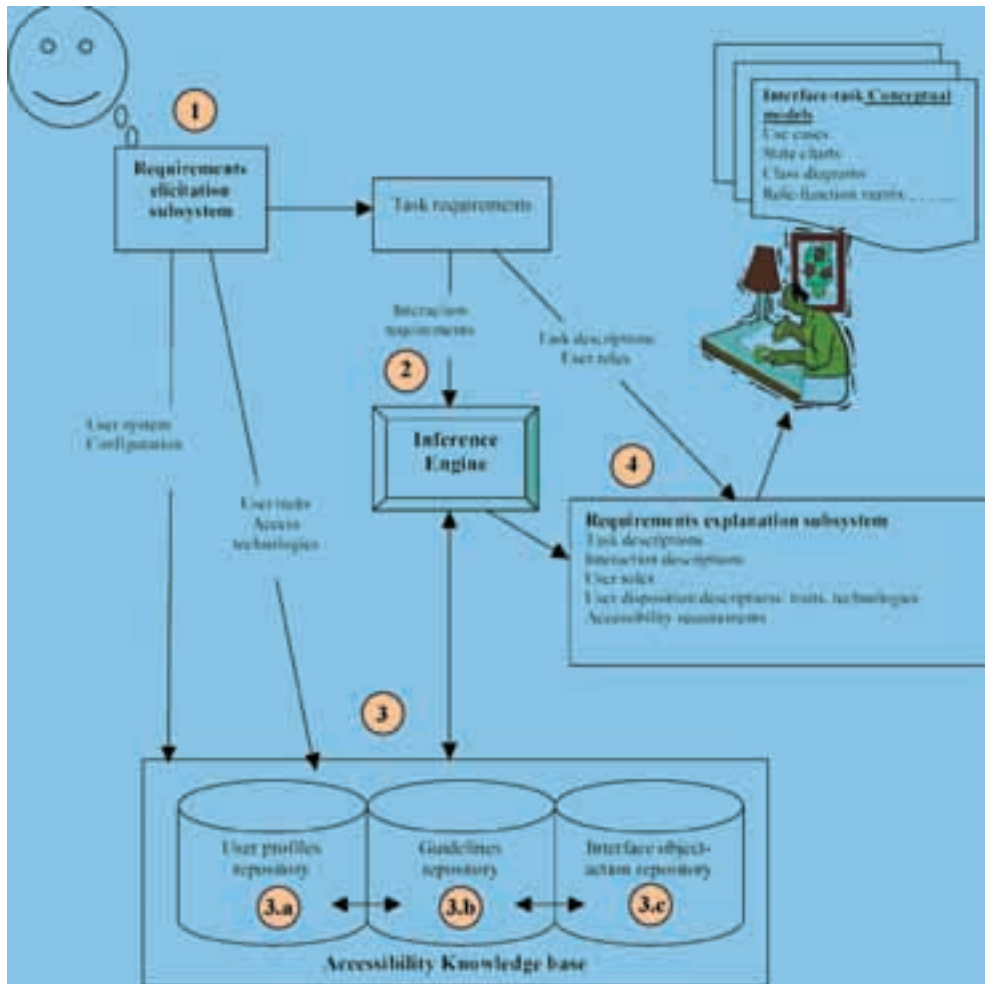 1
Requirements
elicitation
subsystem
Task requirements
Interface-task Conceptual
models
Use cases
State charts
Class diagrams
Interaction
requirements
Task descriptions
User roles
2
Inference
Engine
User system
Configuration
User traits
Access
technologies
4
Requirements explanation subsystem
Task descriptions
Interaction descriptions
User roles
User disposition descriptions: traits, technologies
Accessibility requirements
3
User profiles
repository
3.a
Guidelines
repository
3.b
Interface object-
action repository
3.c
Accessibility Knowledge base